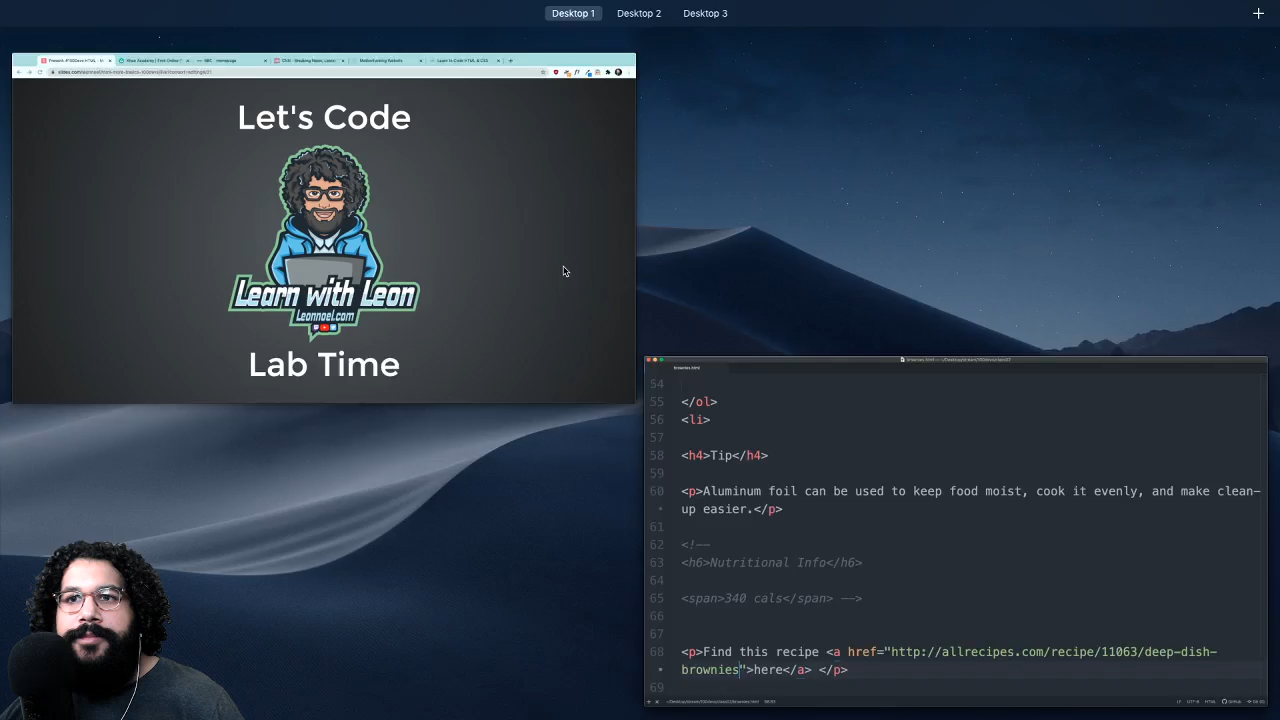 Desktop 1
Desktop 2
Desktop 3
Let's Code
Learn with Leon
Leonnoel.com
Lab Time
brownies.html
54
55 </ol>
56 <li>
57
58 <h4>Tip</h4>
59
60 <p>Aluminum foil can be used to keep food moist, cook it evenly, and make clean-
up easier.</p>
61
62 <!--
63 <h6>Nutritional Info</h6>
64
65 <span>340 cals</span> -->
66
67
68 <p>Find this recipe <a href="http://allrecipes.com/recipe/11063/deep-dish-
brownies">here</a> </p>
69